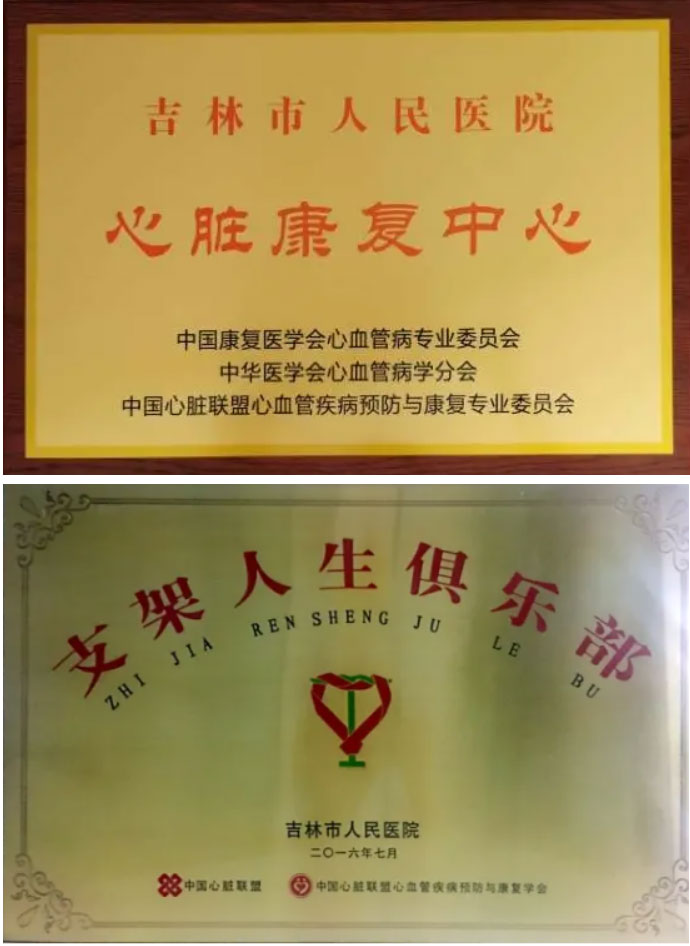 吉林市人民医院
心脏康复中心
中国康复医学会心血管病专业委员会
中华医学会心血管病学分会
中国心脏联盟心血管疾病预防与康复专业委员会
支架人生俱乐部
ZHI JIA REN SHENG JU LE BU
吉林市人民医院
二〇一六年七月
中国心脏联盟 中国心脏联盟心血管疾病预防与康复学会